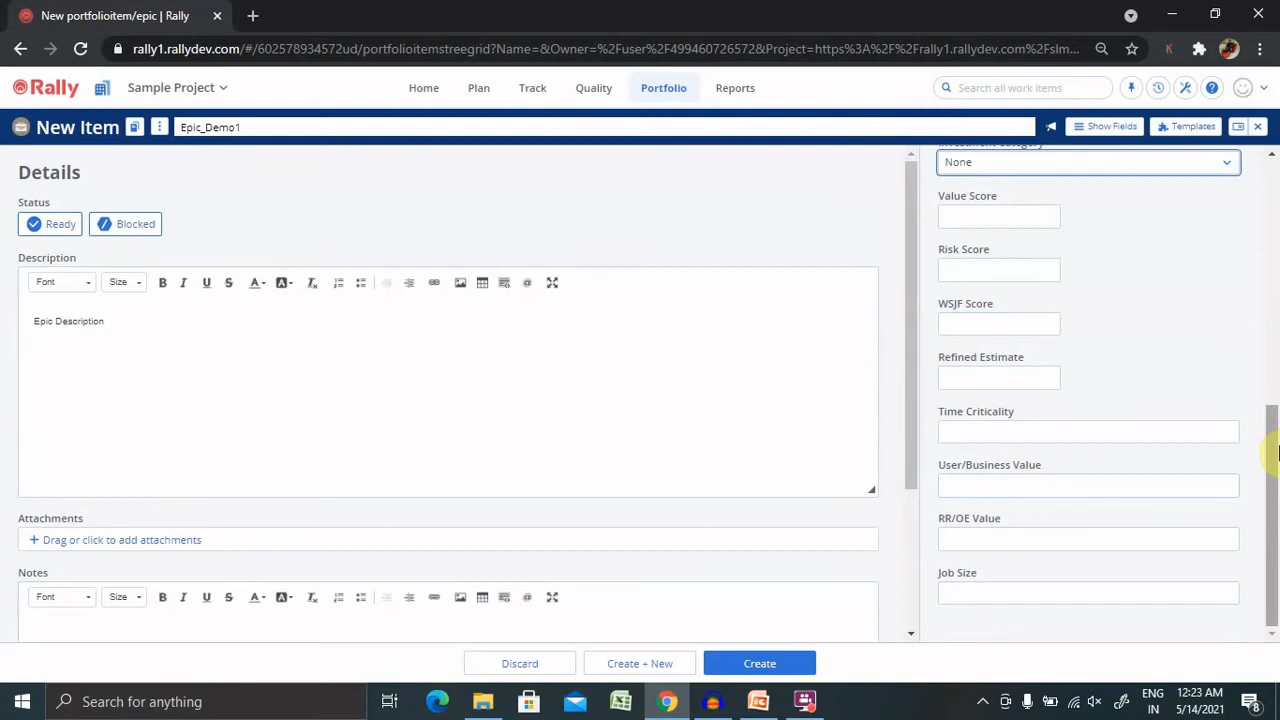 New portfolioitem/epic | Rally
rally1.rallydev.com/#/602578934572ud/portfolioitemstreegrid?Name=&Owner=%2Fuser%2F499460726572&Project=https%3A%2F%2Frally1.rallydev.com%2Fslm...
Rally
Sample Project
Home
Plan
Track
Quality
Portfolio
Reports
Search all work items
New Item
Epic_Demo1
Show Fields
Templates
Details
Status
Ready
Blocked
Description
Font
Size
Epic Description
Attachments
+ Drag or click to add attachments
Notes
Font
Size
Investment Category
None
Value Score
Risk Score
WSJF Score
Refined Estimate
Time Criticality
User/Business Value
RR/OE Value
Job Size
Discard
Create + New
Create
Search for anything
ENG
IN
12:23 AM
5/14/2021
8